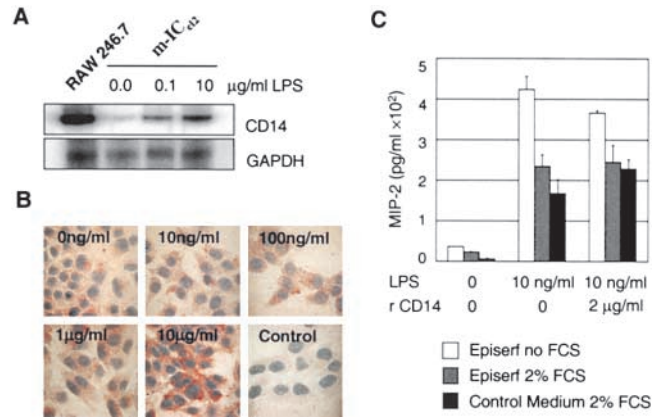 A
RAW 246.7
m-ICcl2
0.0 0.1 10 μg/ml LPS
CD14
GAPDH
B
0ng/ml 10ng/ml 100ng/ml
1μg/ml 10μg/ml Control
C
MIP-2 (pg/ml ×10²)
5
4
3
2
1
0
LPS 0 10 ng/ml 10 ng/ml
r CD14 0 0 2 μg/ml
Episerf no FCS
Episerf 2% FCS
Control Medium 2% FCS